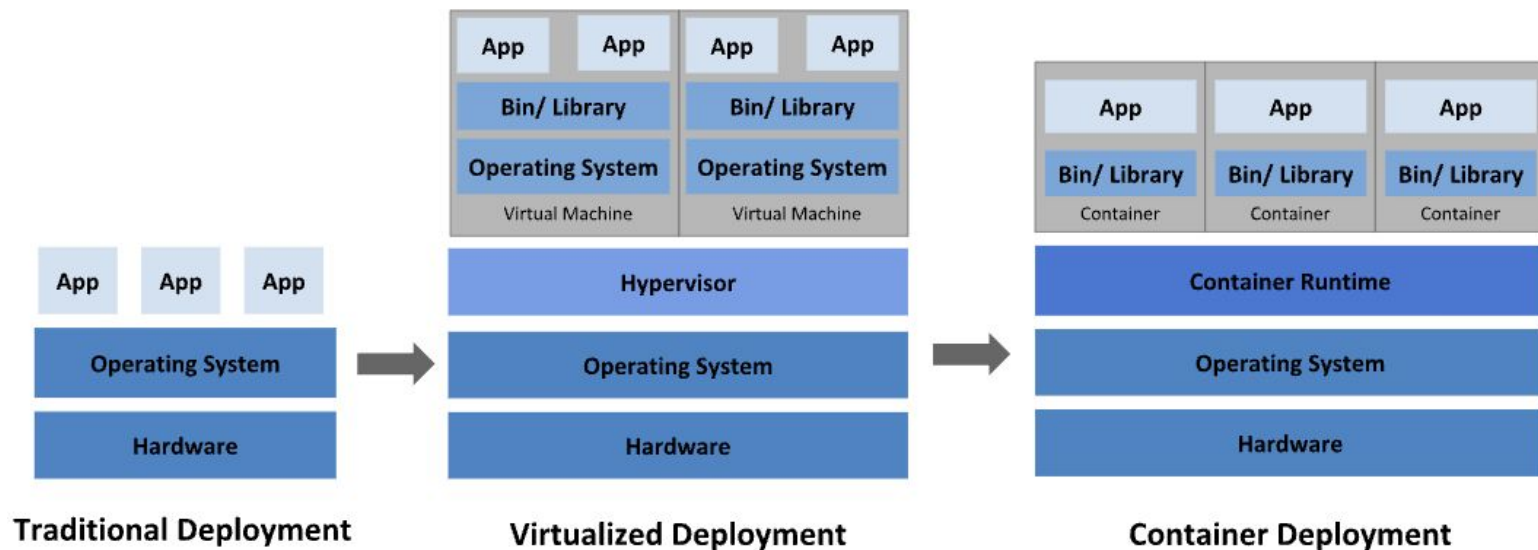 App App App
Operating System
Hardware
Traditional Deployment
App App App App
Bin/ Library Bin/ Library
Operating System Operating System
Virtual Machine Virtual Machine
Hypervisor
Operating System
Hardware
Virtualized Deployment
App App App
Bin/ Library Bin/ Library Bin/ Library
Container Container Container
Container Runtime
Operating System
Hardware
Container Deployment